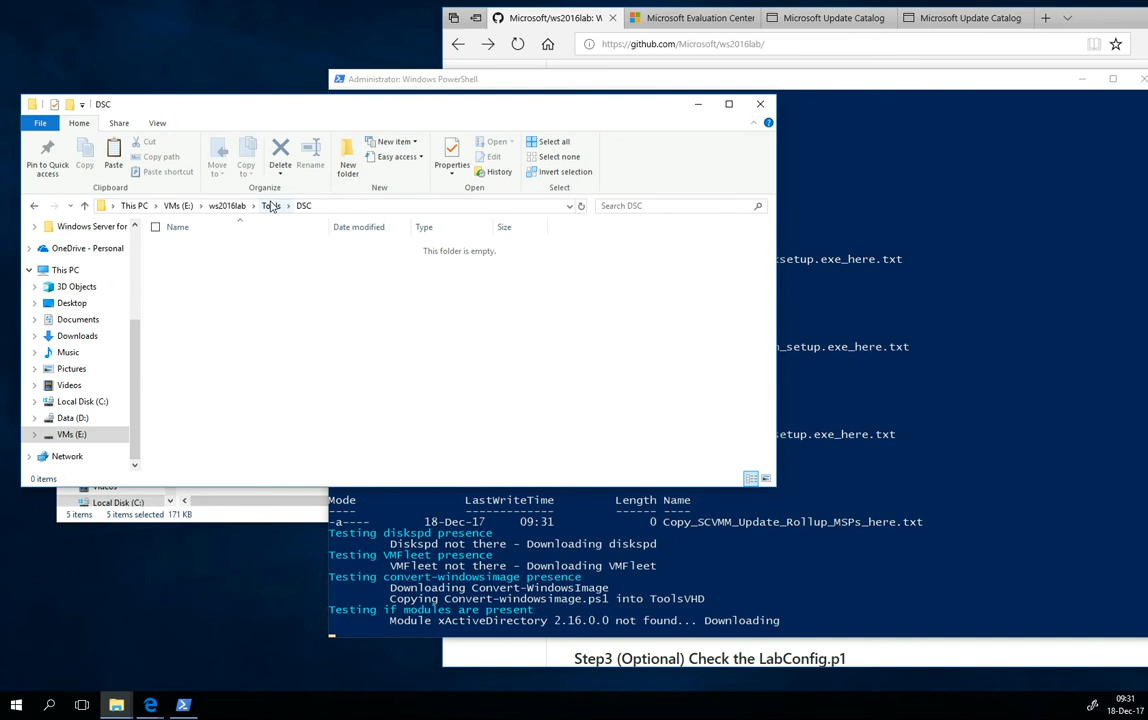 Microsoft/ws2016lab: W
Microsoft Evaluation Center
Microsoft Update Catalog
Microsoft Update Catalog
https://github.com/Microsoft/ws2016lab/
Administrator: Windows PowerShell
DSC
File
Home
Share
View
Pin to Quick access
Copy
Paste
Cut
Copy path
Paste shortcut
Clipboard
Move to
Copy to
Delete
Rename
Organize
New folder
New item
Easy access
New
Properties
Open
Edit
History
Open
Select all
Select none
Invert selection
Select
This PC
VMs (E:)
ws2016lab
Tools
DSC
Search DSC
Name
Date modified
Type
Size
This folder is empty.
Windows Server for
OneDrive - Personal
This PC
3D Objects
Desktop
Documents
Downloads
Music
Pictures
Videos
Local Disk (C:)
Data (D:)
VMs (E:)
Network
0 items
Local Disk (C:)
5 items 5 items selected 171 KB
setup.exe_here.txt
_setup.exe_here.txt
setup.exe_here.txt
Mode LastWriteTime Length Name
---- ------------- ------ ----
-a---- 18-Dec-17 09:31 0 Copy_SCVMM_Update_Rollup_MSPs_here.txt
Testing diskspd presence
Diskspd not there - Downloading diskspd
Testing VMFleet presence
VMFleet not there - Downloading VMFleet
Testing convert-windowsimage presence
Downloading Convert-WindowsImage
Copying Convert-windowsimage.ps1 into ToolsVHD
Testing if modules are present
Module xActiveDirectory 2.16.0.0 not found... Downloading
Step3 (Optional) Check the LabConfig.p1
09:31
18-Dec-17